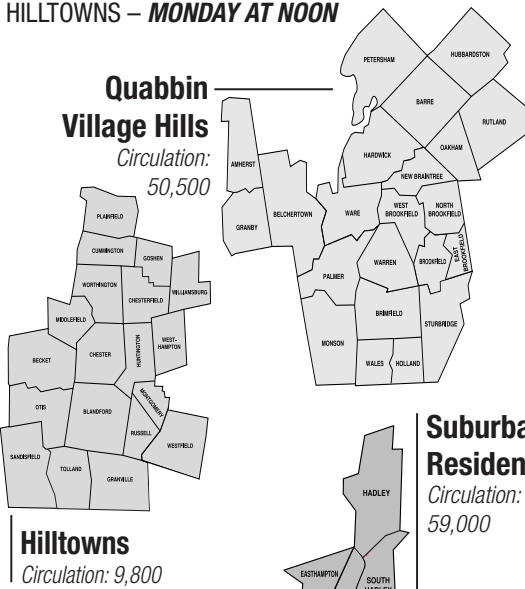 HILLTOWNS – MONDAY AT NOON
Quabbin
Village Hills
Circulation:
50,500
PETERSHAM
HUBBARDSTON
BARRE
RUTLAND
HARDWICK
OAKHAM
NEW BRAINTREE
AMHERST
GRANBY
BELCHERTOWN
WARE
WEST
BROOKFIELD
NORTH
BROOKFIELD
PALMER
WARREN
BROOKFIELD
EAST
BROOKFIELD
MONSON
BRIMFIELD
STURBRIDGE
WALES
HOLLAND
PLAINFIELD
CUMMINGTON
GOSHEN
WORTHINGTON
CHESTERFIELD
WILLIAMSBURG
MIDDLEFIELD
BECKET
CHESTER
HUNTINGTON
WEST-
HAMPTON
OTIS
BLANDFORD
MONTGOMERY
RUSSELL
WESTFIELD
SANDISFIELD
TOLLAND
GRANVILLE
Hilltowns
Circulation: 9,800
Suburba
Residen
Circulation:
59,000
HADLEY
EASTHAMPTON
SOUTH